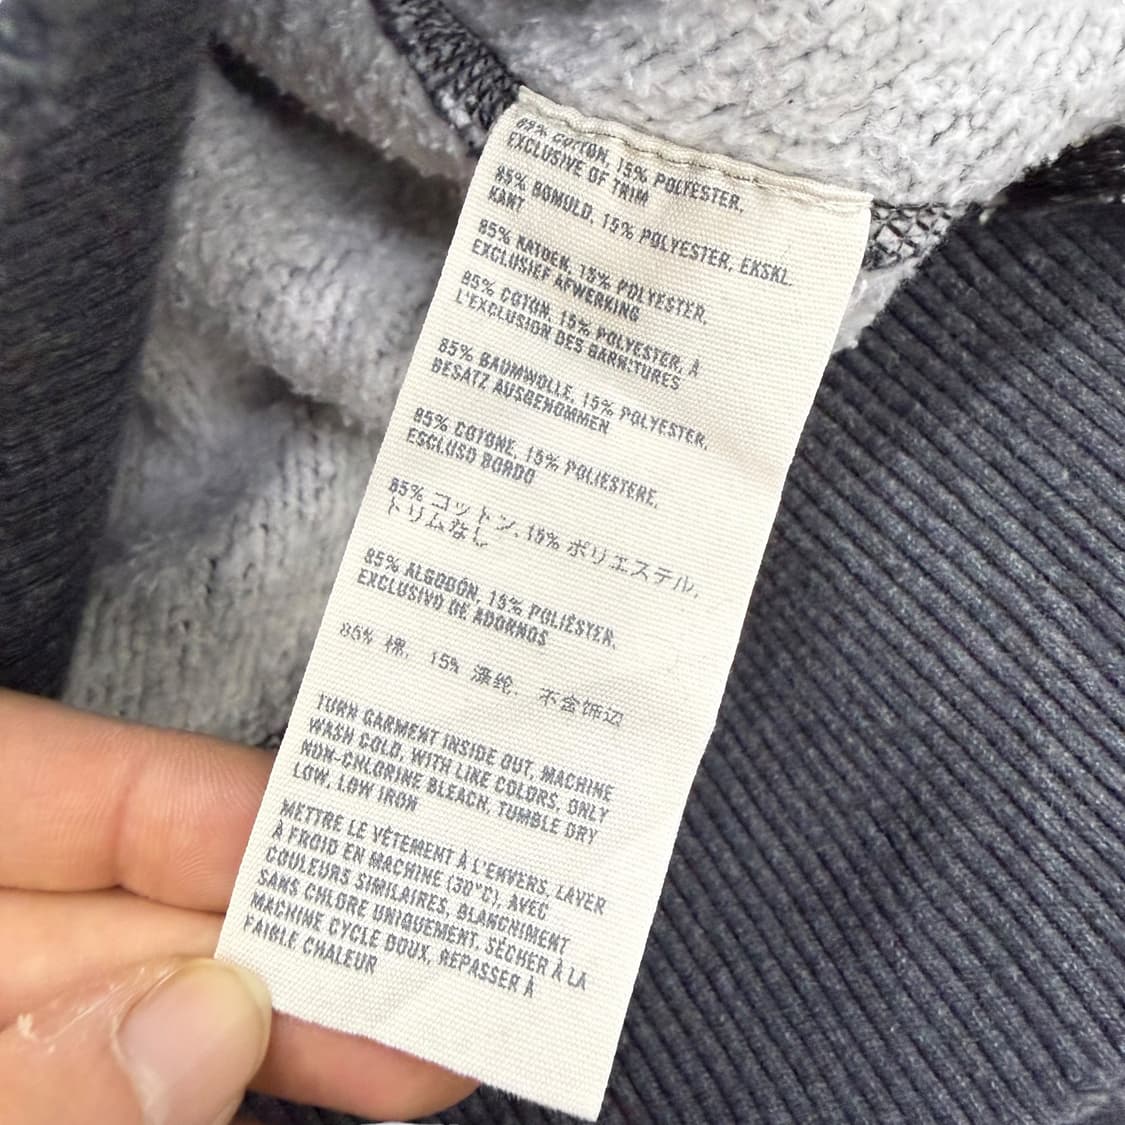 85% COTTON, 15% POLYESTER,
EXCLUSIVE OF TRIM
85% BOMULD, 15% POLYESTER, EKSKL.
KANT
85% KATOEN, 15% POLYESTER,
EXCLUSIEF AFWERKING
85% COTON, 15% POLYESTER, À
L'EXCLUSION DES GARNITURES
85% BAUMWOLLE, 15% POLYESTER,
BESATZ AUSGENOMMEN
85% COTONE, 15% POLIESTERE,
ESCLUSO BORDO
85% コットン, 15% ポリエステル,
トリムなし
85% ALGODÓN, 15% POLIÉSTER,
EXCLUSIVO DE ADORNOS
85% 棉, 15% 涤纶, 不含饰边
TURN GARMENT INSIDE OUT, MACHINE
WASH COLD, WITH LIKE COLORS, ONLY
NON-CHLORINE BLEACH, TUMBLE DRY
LOW, LOW IRON
METTRE LE VÊTEMENT À L'ENVERS, LAVER
À FROID EN MACHINE (30°C), AVEC
COULEURS SIMILAIRES, BLANCHIMENT
SANS CHLORE UNIQUEMENT, SÉCHER À LA
MACHINE CYCLE DOUX, REPASSER À
FAIBLE CHALEUR